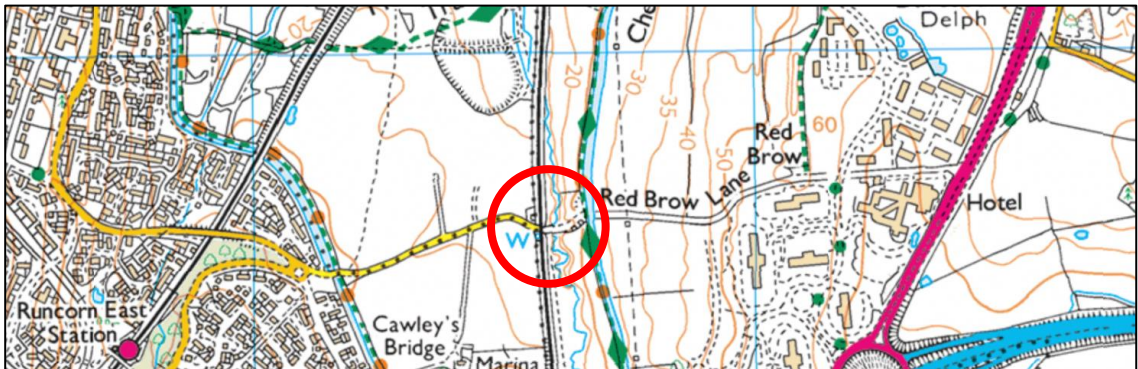 Delph
20
20
30
35
40
50
60
Red
Brow
Red Brow Lane
W
Hotel
Runcorn East
Station
Cawley's
Bridge
Marina
Che